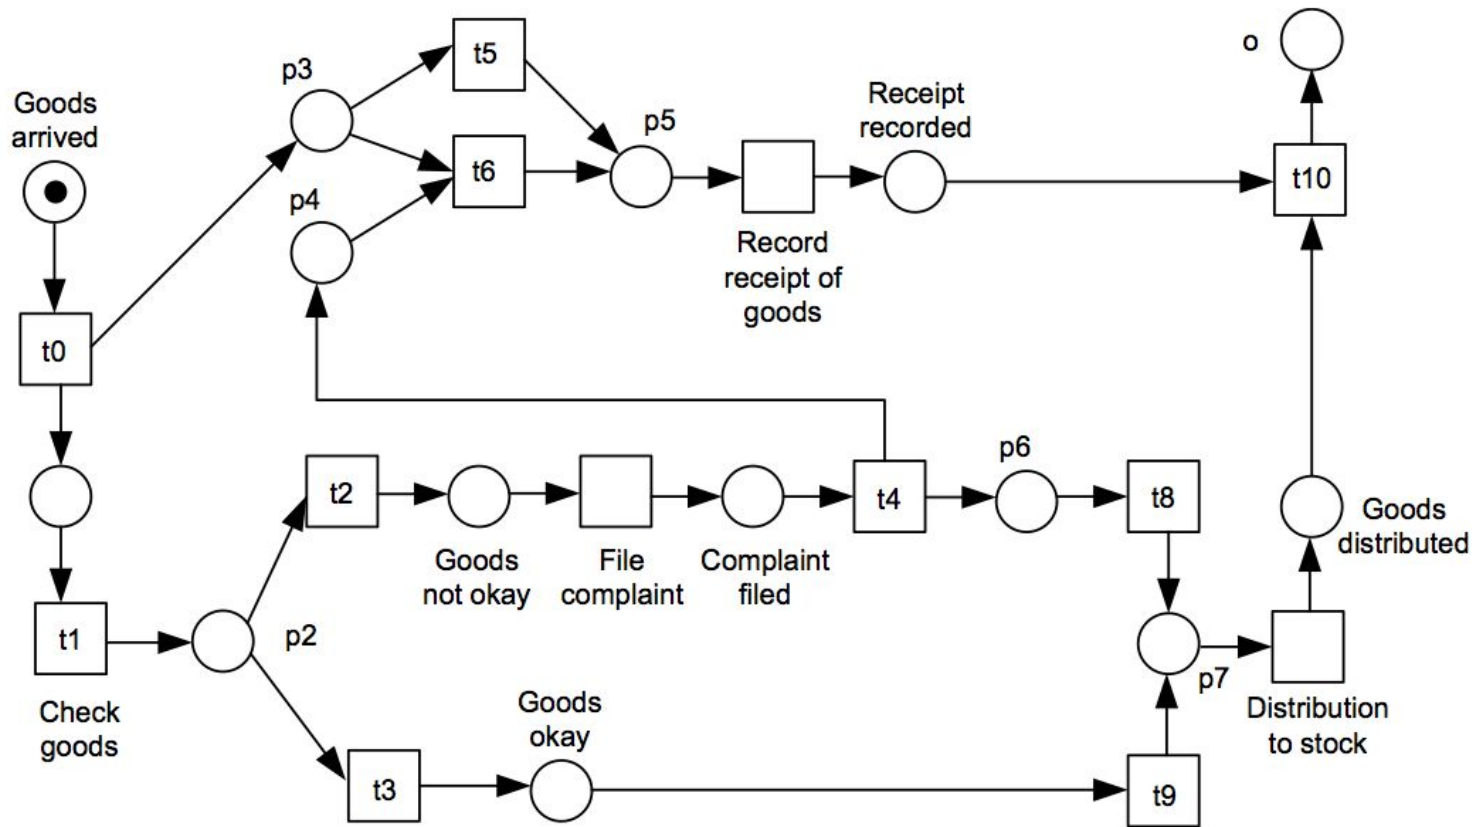 o
t5
p3
Goods
arrived
Receipt
recorded
p5
t6
t10
p4
Record
receipt of
goods
t0
p6
t2
t4
t8
Goods
distributed
Goods
not okay
File
complaint
Complaint
filed
t1
p2
p7
Check
goods
Goods
okay
Distribution
to stock
t3
t9